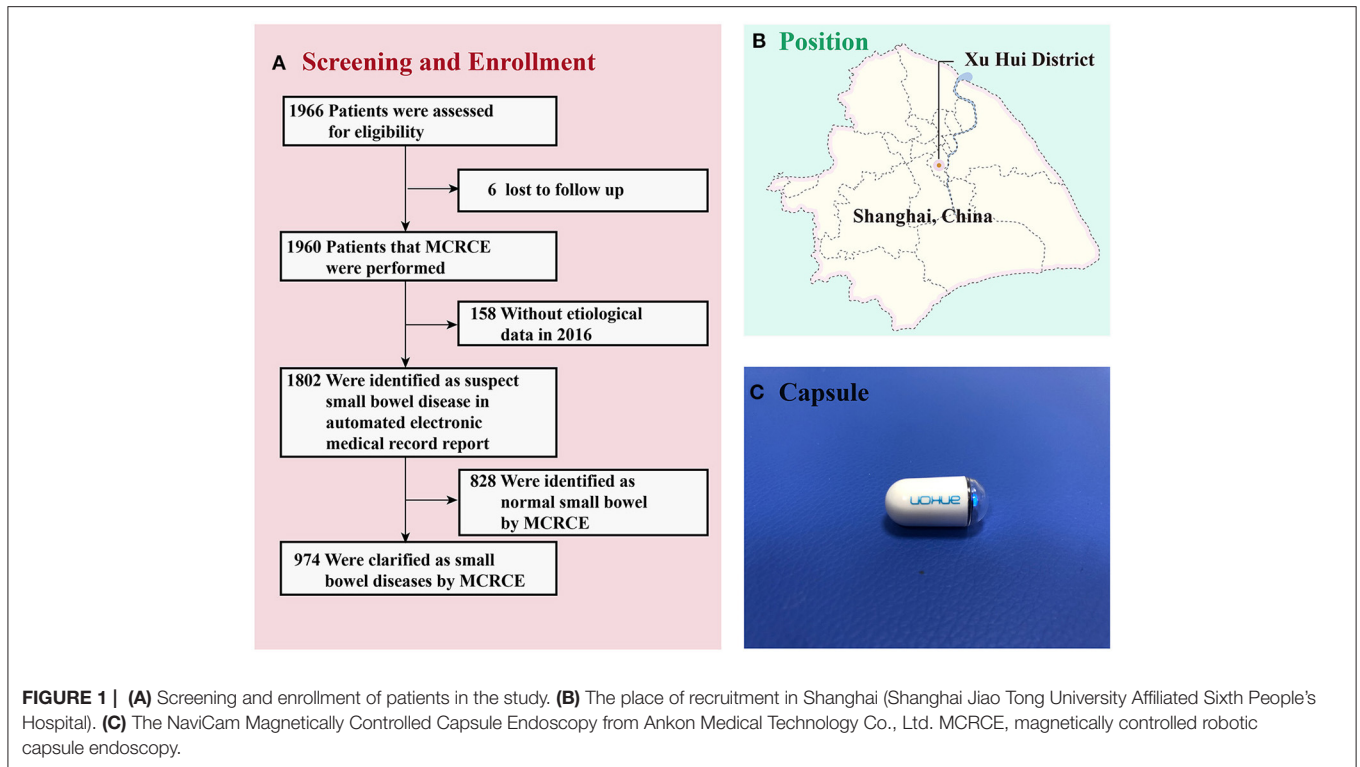 A Screening and Enrollment
1966 Patients were assessed
for eligibility
6 lost to follow up
1960 Patients that MCRCE
were performed
158 Without etiological
data in 2016
1802 Were identified as suspect
small bowel disease in
automated electronic
medical record report
828 Were identified as
normal small bowel
by MCRCE
974 Were clarified as small
bowel diseases by MCRCE
B Position
Xu Hui District
Shanghai, China
C Capsule
ankon
FIGURE 1 | (A) Screening and enrollment of patients in the study. (B) The place of recruitment in Shanghai (Shanghai Jiao Tong University Affiliated Sixth People's
Hospital). (C) The NaviCam Magnetically Controlled Capsule Endoscopy from Ankon Medical Technology Co., Ltd. MCRCE, magnetically controlled robotic
capsule endoscopy.